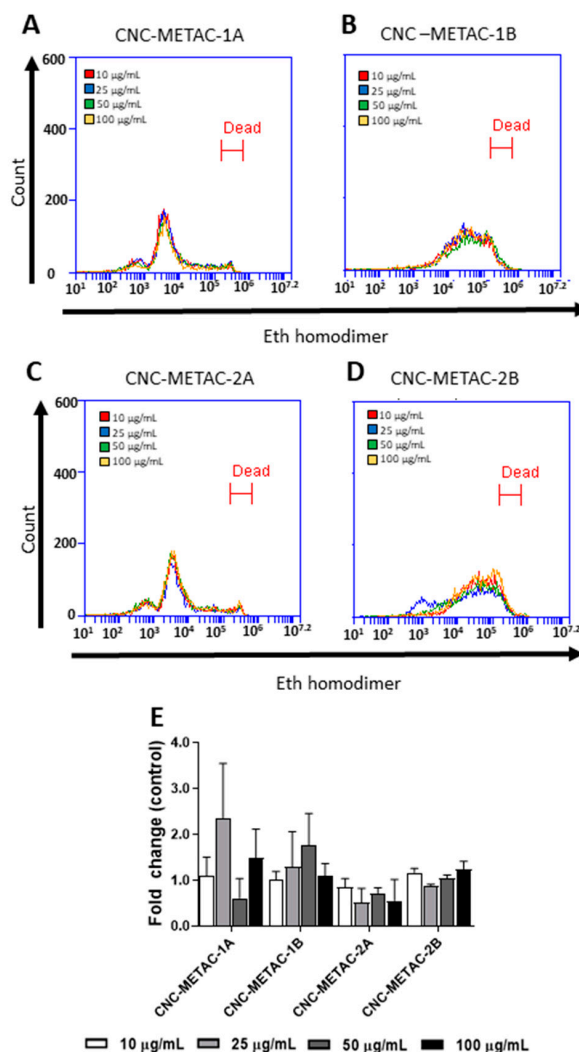 A
CNC-METAC-1A
600
400
200
0
Count
10 µg/mL
25 µg/mL
50 µg/mL
100 µg/mL
Dead
10¹ 10² 10³ 10⁴ 10⁵ 10⁶ 10⁷·²
B
CNC –METAC-1B
10 µg/mL
25 µg/mL
50 µg/mL
100 µg/mL
Dead
10¹ 10² 10³ 10⁴ 10⁵ 10⁶ 10⁷·²
Eth homodimer
C
CNC-METAC-2A
600
400
200
0
Count
10 µg/mL
25 µg/mL
50 µg/mL
100 µg/mL
Dead
10¹ 10² 10³ 10⁴ 10⁵ 10⁶ 10⁷·²
D
CNC-METAC-2B
10 µg/mL
25 µg/mL
50 µg/mL
100 µg/mL
Dead
10¹ 10² 10³ 10⁴ 10⁵ 10⁶ 10⁷·²
Eth homodimer
E
Fold change (control)
4.0
3.0
2.0
1.0
0.0
CNC-METAC-1A
CNC-METAC-1B
CNC-METAC-2A
CNC-METAC-2B
10 µg/mL 25 µg/mL 50 µg/mL 100 µg/mL